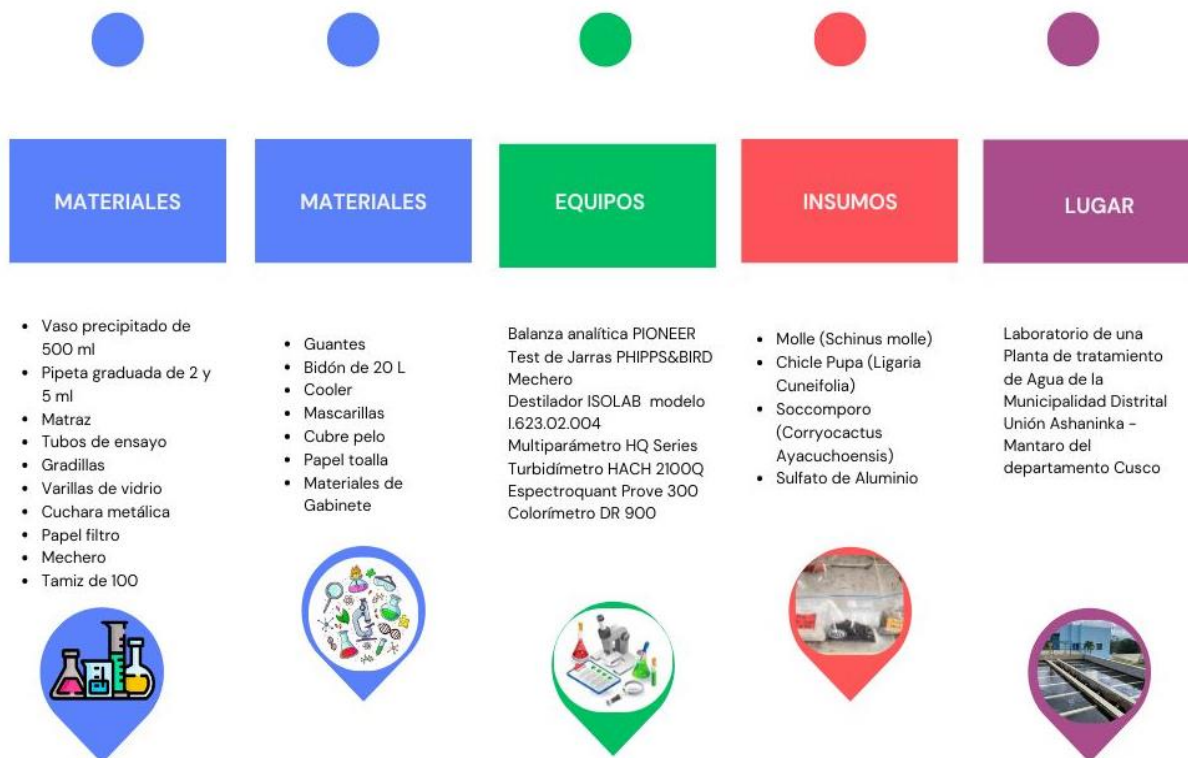 MATERIALES
Vaso precipitado de
500 ml
Pipeta graduada de 2 y
5 ml
Matraz
Tubos de ensayo
Gradillas
Varillas de vidrio
Cuchara metálica
Papel filtro
Mechero
Tamiz de 100
MATERIALES
Guantes
Bidón de 20 L
Cooler
Mascarillas
Cubre pelo
Papel toalla
Materiales de
Gabinete
EQUIPOS
Balanza analítica PIONEER
Test de Jarras PHIPPS&BIRD
Mechero
Destilador ISOLAB modelo
I.623.02.004
Multiparámetro HQ Series
Turbidímetro HACH 2100Q
Espectroquant Prove 300
Colorímetro DR 900
INSUMOS
Molle (Schinus molle)
Chicle Pupa (Ligaria
Cuneifolia)
Soccomporo
(Corryocactus
Ayacuchoensis)
Sulfato de Aluminio
LUGAR
Laboratorio de una
Planta de tratamiento
de Agua de la
Municipalidad Distrital
Unión Ashaninka -
Mantaro del
departamento Cusco